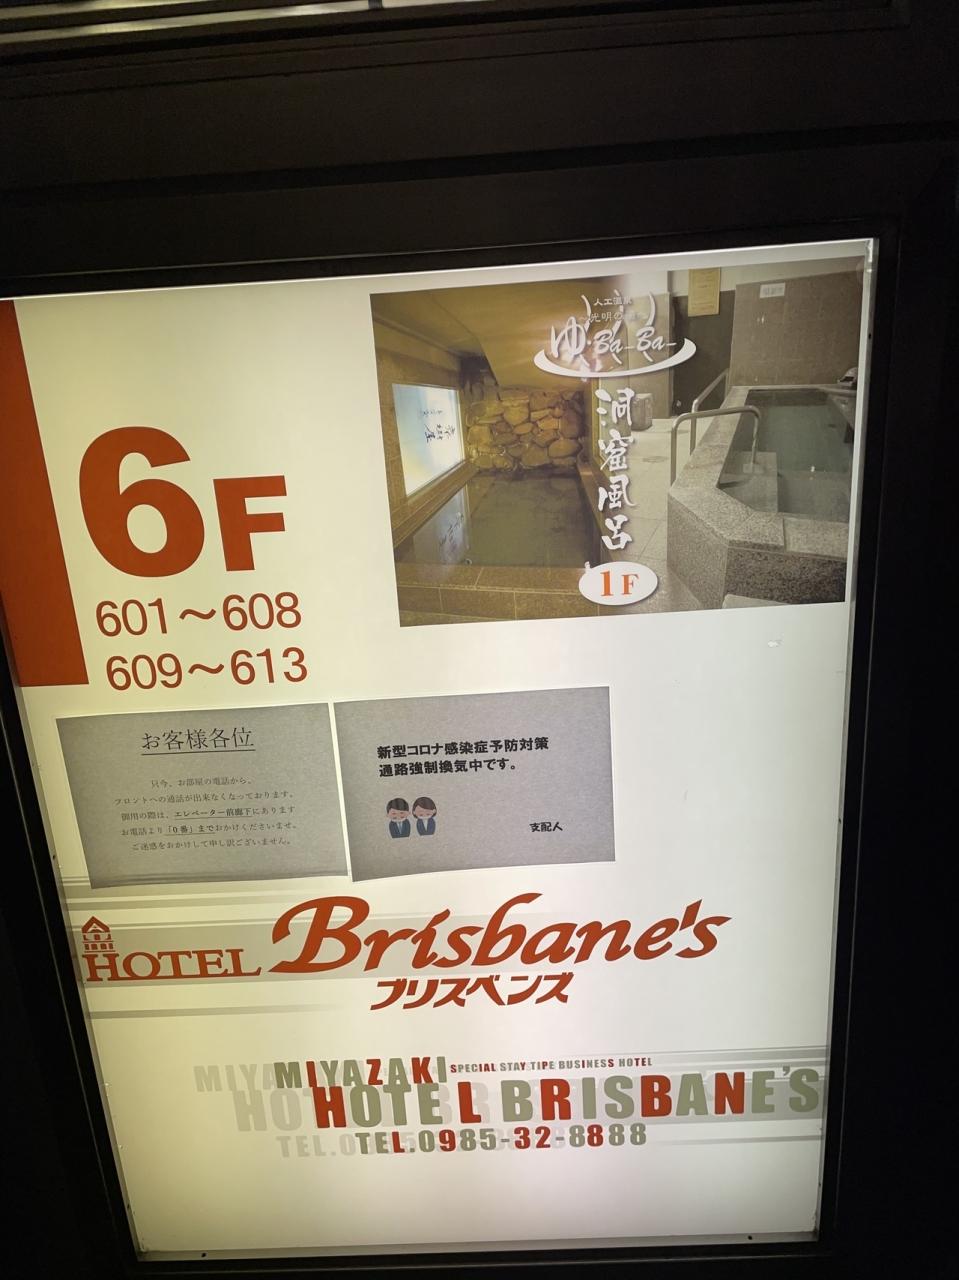 人工温泉
光明の
ゆ Ba-Ba-
洞窟風呂
1F
6F
601～608
609～613
お客様各位
只今、お部屋の電話から、
フロントへの通話が出来なくなっております。
御用の際は、エレベーター前廊下にあります
お電話より「0番」までおかけくださいませ。
ご迷惑をおかけして申し訳ございません。
新型コロナ感染症予防対策
通路強制換気中です。
支配人
HOTEL Brisbane's
ブリスベンズ
MIYAZAKI SPECIAL STAY TIPE BUSINESS HOTEL
HOTEL BRISBANE'S
TEL.0985-32-8888